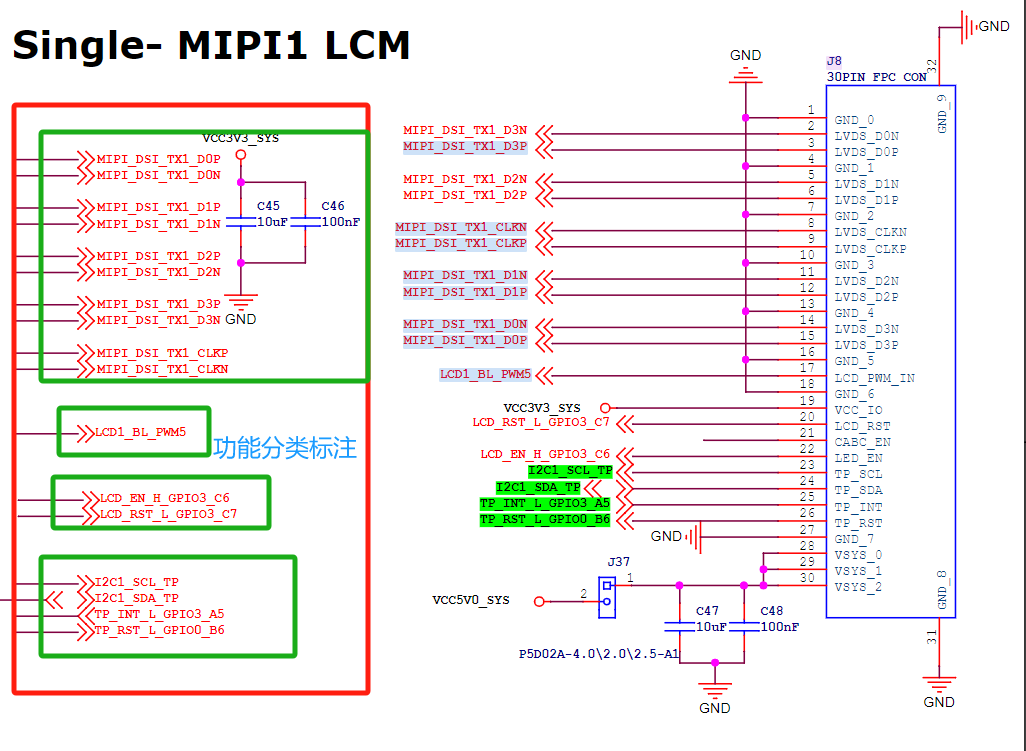 Single- MIPI1 LCM
VCC3V3_SYS
MIPI_DSI_TX1_D0P
MIPI_DSI_TX1_D0N
MIPI_DSI_TX1_D1P
MIPI_DSI_TX1_D1N
MIPI_DSI_TX1_D2P
MIPI_DSI_TX1_D2N
MIPI_DSI_TX1_D3P
MIPI_DSI_TX1_D3N
MIPI_DSI_TX1_CLKP
MIPI_DSI_TX1_CLKN
C45
10uF
C46
100nF
GND
LCD1_BL_PWM5
功能分类标注
LCD_EN_H_GPIO3_C6
LCD_RST_L_GPIO3_C7
I2C1_SCL_TP
I2C1_SDA_TP
TP_INT_L_GPIO3_A5
TP_RST_L_GPIO0_B6
MIPI_DSI_TX1_D3N
MIPI_DSI_TX1_D3P
MIPI_DSI_TX1_D2N
MIPI_DSI_TX1_D2P
MIPI_DSI_TX1_CLKN
MIPI_DSI_TX1_CLKP
MIPI_DSI_TX1_D1N
MIPI_DSI_TX1_D1P
MIPI_DSI_TX1_D0N
MIPI_DSI_TX1_D0P
LCD1_BL_PWM5
VCC3V3_SYS
LCD_RST_L_GPIO3_C7
LCD_EN_H_GPIO3_C6
I2C1_SCL_TP
I2C1_SDA_TP
TP_INT_L_GPIO3_A5
TP_RST_L_GPIO0_B6
GND
GND
J37
1
2
VCC5V0_SYS
P5D02A-4.0\2.0\2.5-A1
C47
10uF
C48
100nF
GND
J8
30PIN FPC CON
32
GND
GND_9
1 GND_0
2 LVDS_D0N
3 LVDS_D0P
4 GND_1
5 LVDS_D1N
6 LVDS_D1P
7 GND_2
8 LVDS_CLKN
9 LVDS_CLKP
10 GND_3
11 LVDS_D2N
12 LVDS_D2P
13 GND_4
14 LVDS_D3N
15 LVDS_D3P
16 GND_5
17 LCD_PWM_IN
18 GND_6
19 VCC_IO
20 LCD_RST
21 CABC_EN
22 LED_EN
23 TP_SCL
24 TP_SDA
25 TP_INT
26 TP_RST
27 GND_7
28 VSYS_0
29 VSYS_1
30 VSYS_2
GND_8
31
GND